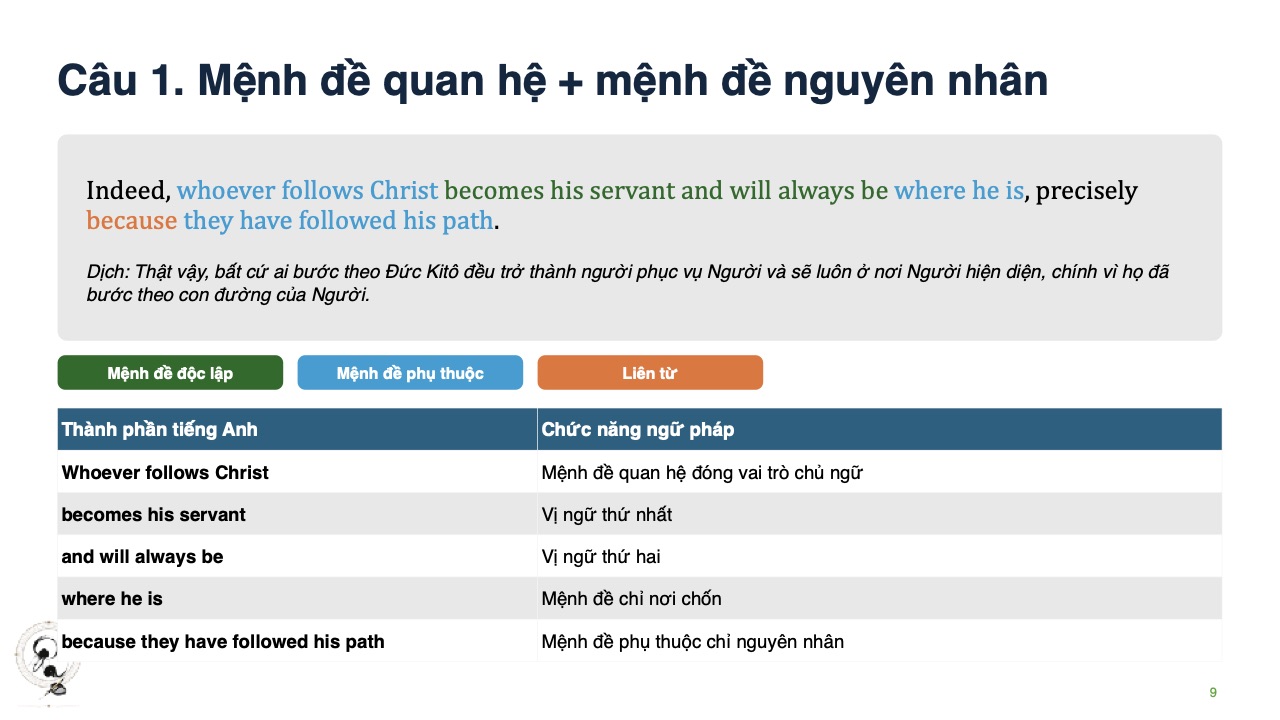 Câu 1. Mệnh đề quan hệ + mệnh đề nguyên nhân
Indeed, whoever follows Christ becomes his servant and will always be where he is, precisely
because they have followed his path.
Dịch: Thật vậy, bất cứ ai bước theo Đức Kitô đều trở thành người phục vụ Người và sẽ luôn ở nơi Người hiện diện, chính vì họ đã
bước theo con đường của Người.
Mệnh đề độc lập
Mệnh đề phụ thuộc
Liên từ
Thành phần tiếng Anh
Chức năng ngữ pháp
Whoever follows Christ
Mệnh đề quan hệ đóng vai trò chủ ngữ
becomes his servant
Vị ngữ thứ nhất
and will always be
Vị ngữ thứ hai
where he is
Mệnh đề chỉ nơi chốn
because they have followed his path
Mệnh đề phụ thuộc chỉ nguyên nhân
9